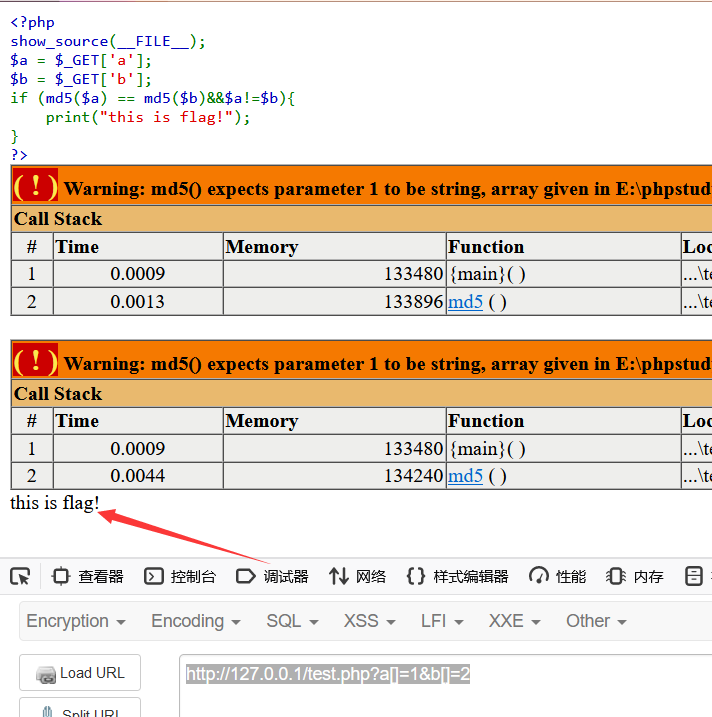 <?php
show_source(__FILE__);
$a = $_GET['a'];
$b = $_GET['b'];
if (md5($a) == md5($b)&&$a!=$b){
    print("this is flag!");
}
?>
( ! ) Warning: md5() expects parameter 1 to be string, array given in E:\phpstud
Call Stack
# Time Memory Function Loc
1 0.0009 133480 {main}( ) ...\te
2 0.0013 133896 md5 ( ) ...\te
( ! ) Warning: md5() expects parameter 1 to be string, array given in E:\phpstud
Call Stack
# Time Memory Function Loc
1 0.0009 133480 {main}( ) ...\te
2 0.0044 134240 md5 ( ) ...\te
this is flag!
查看器 控制台 调试器 网络 {} 样式编辑器 性能 内存
Encryption Encoding SQL XSS LFI XXE Other
Load URL http://127.0.0.1/test.php?a[]=1&b[]=2
Split URL